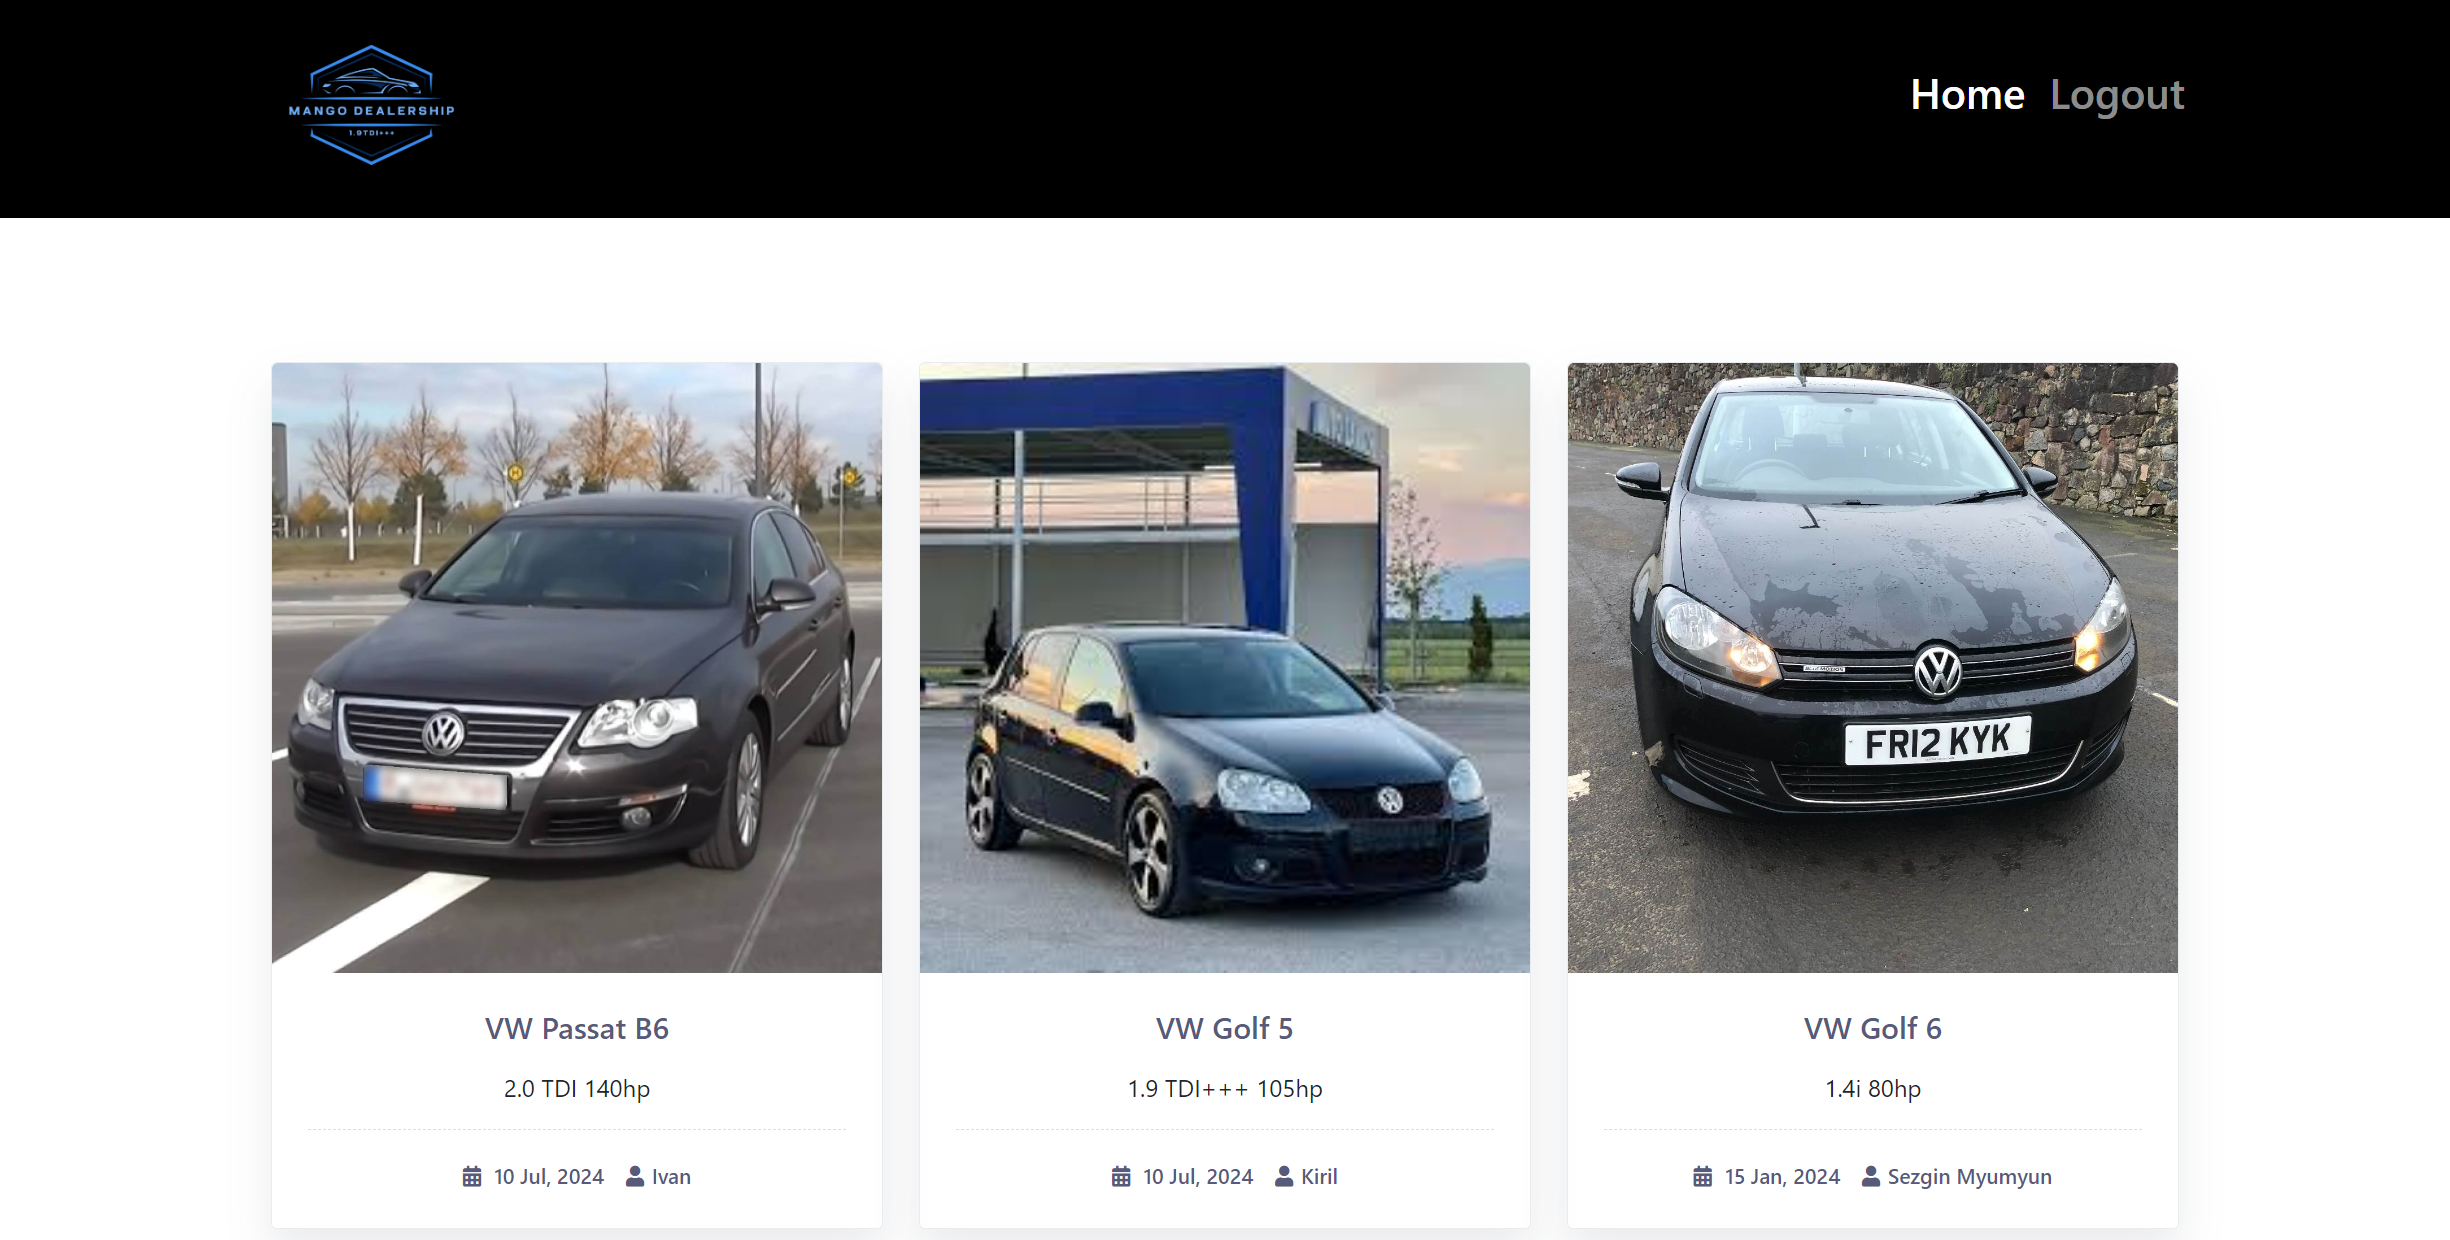 MANGO DEALERSHIP
1.9TDI+++
Home Logout
FR12 KYK
VW Passat B6
2.0 TDI 140hp
10 Jul, 2024 Ivan
VW Golf 5
1.9 TDI+++ 105hp
10 Jul, 2024 Kiril
VW Golf 6
1.4i 80hp
15 Jan, 2024 Sezgin Myumyun